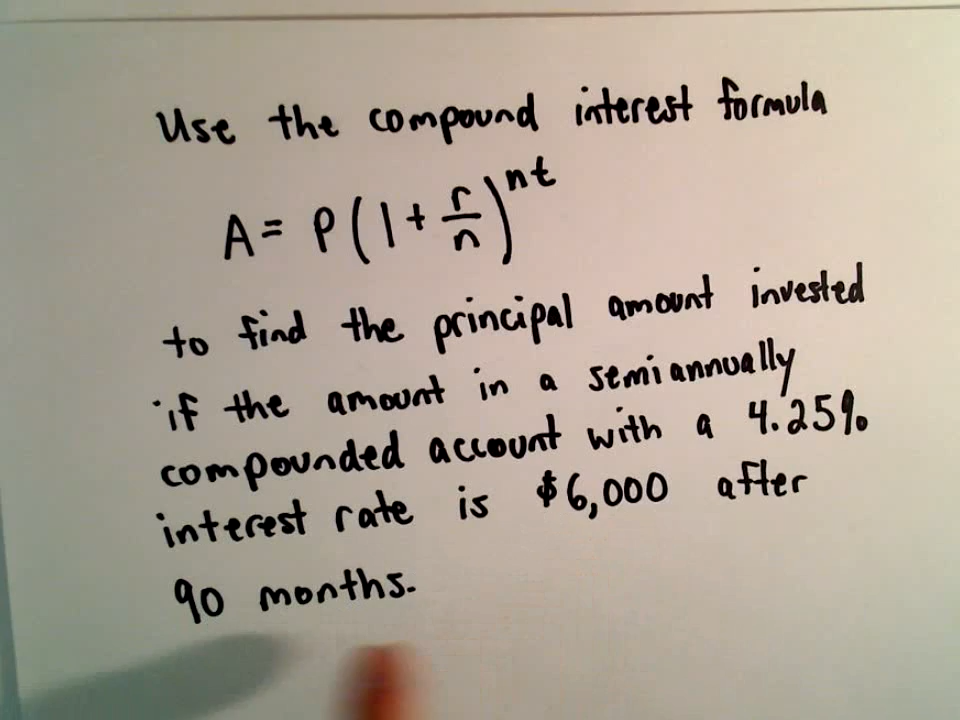 Use the compound interest formula
A = P(1 + r/n)^nt
to find the principal amount invested
if the amount in a semiannually
compounded account with a 4.25%
interest rate is $6,000 after
90 months.